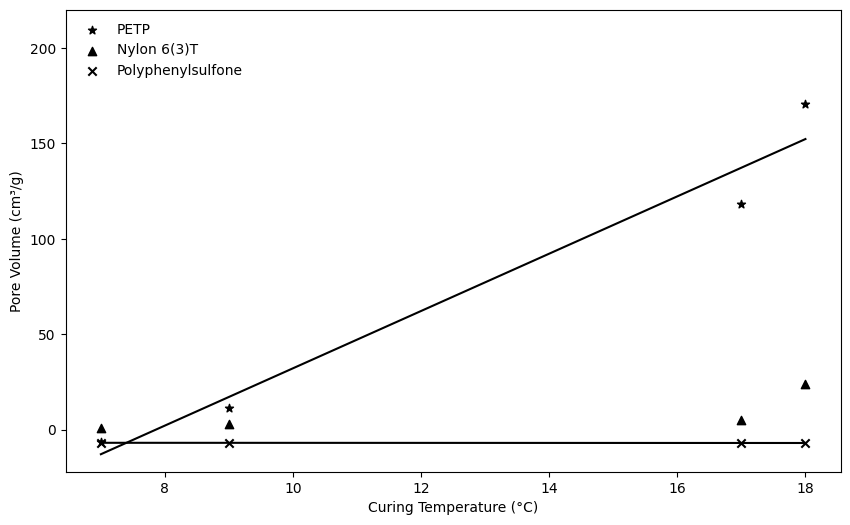 PETP
Nylon 6(3)T
Polyphenylsulfone
200
150
100
50
0
Pore Volume (cm³/g)
8 10 12 14 16 18
Curing Temperature (°C)